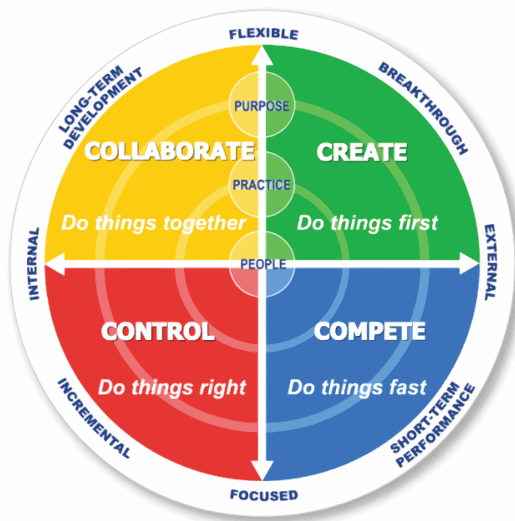 FLEXIBLE
LONG-TERM
DEVELOPMENT
BREAKTHROUGH
PURPOSE
COLLABORATE
CREATE
PRACTICE
Do things together
Do things first
INTERNAL
PEOPLE
EXTERNAL
CONTROL
COMPETE
Do things right
Do things fast
INCREMENTAL
SHORT-TERM
PERFORMANCE
FOCUSED